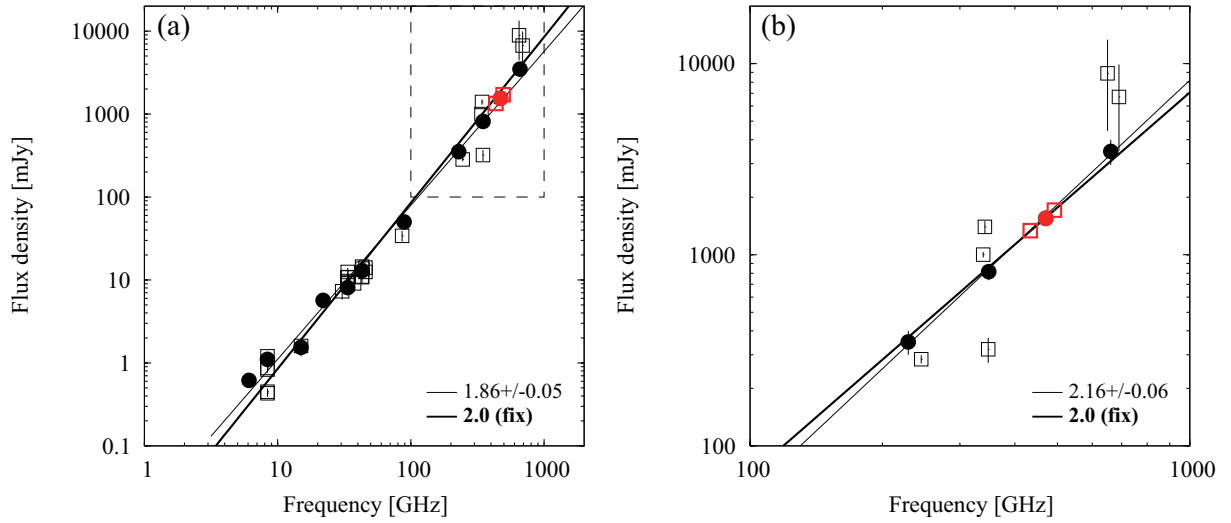 (a)
10000
1000
100
10
1
0.1
Flux density [mJy]
1
10
100
1000
Frequency [GHz]
1.86+/-0.05
2.0 (fix)
(b)
10000
1000
100
Flux density [mJy]
100
1000
Frequency [GHz]
2.16+/-0.06
2.0 (fix)